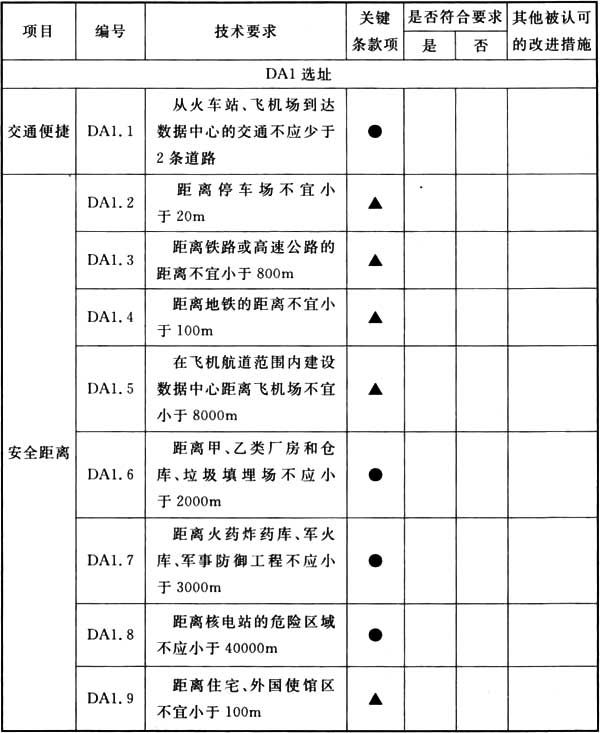 项目 编号 技术要求 关键条款项 是否符合要求 其他被认可的改进措施
是 否
DA1 选址
交通便捷 DA1.1 从火车站、飞机场到达
数据中心的交通不应少于
2条道路 ●
安全距离
DA1.2 距离停车场不宜小
于20m ▲
DA1.3 距离铁路或高速公路的
距离不宜小于800m ▲
DA1.4 距离地铁的距离不宜小
于100m ▲
DA1.5 在飞机航道范围内建设
数据中心距离飞机场不宜
小于8000m ▲
DA1.6 距离甲、乙类厂房和仓
库、垃圾填埋场不应小
于2000m ●
DA1.7 距离火药炸药库、军火
库、军事防御工程不应小
于3000m ●
DA1.8 距离核电站的危险区域
不应小于40000m ●
DA1.9 距离住宅、外国使馆区
不宜小于100m ▲